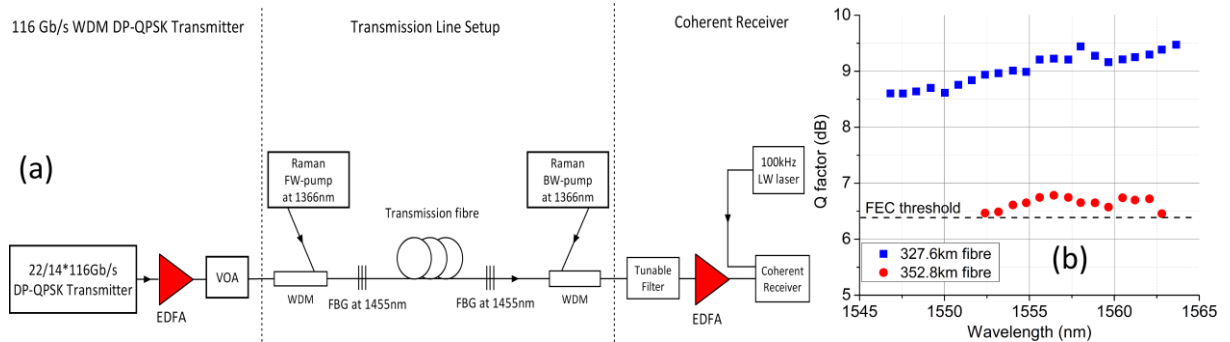 116 Gb/s WDM DP-QPSK Transmitter
Transmission Line Setup
Coherent Receiver
(a)
22/14*116Gb/s
DP-QPSK Transmitter
EDFA
VOA
Raman
FW-pump
at 1366nm
WDM
FBG at 1455nm
Transmission fibre
FBG at 1455nm
Raman
BW-pump
at 1366nm
WDM
Tunable
Filter
EDFA
100kHz
LW laser
Coherent
Receiver
Q factor (dB)
10
9
8
7
6
5
FEC threshold
327.6km fibre
352.8km fibre
(b)
1545
1550
1555
1560
1565
Wavelength (nm)